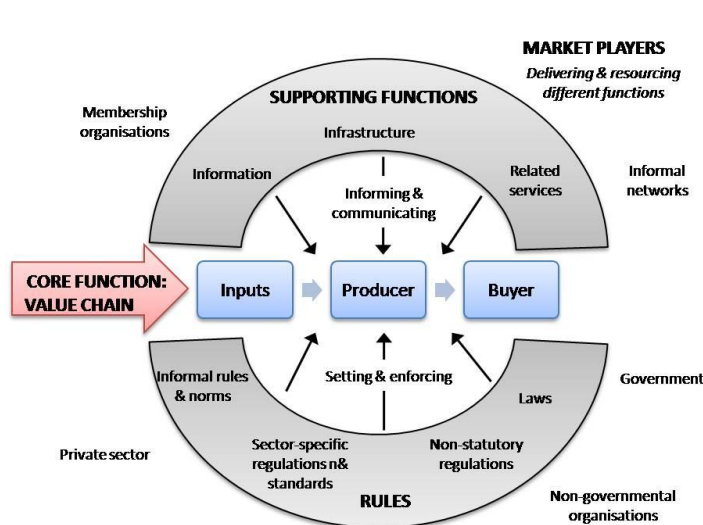 MARKET PLAYERS
Delivering & resourcing
different functions
SUPPORTING FUNCTIONS
Membership
organisations
Infrastructure
Information
Related
services
Informal
networks
Informing &
communicating
CORE FUNCTION:
VALUE CHAIN
Inputs
Producer
Buyer
Informal rules
& norms
Setting & enforcing
Government
Laws
Private sector
Sector-specific
regulations n&
standards
Non-statutory
regulations
RULES
Non-governmental
organisations